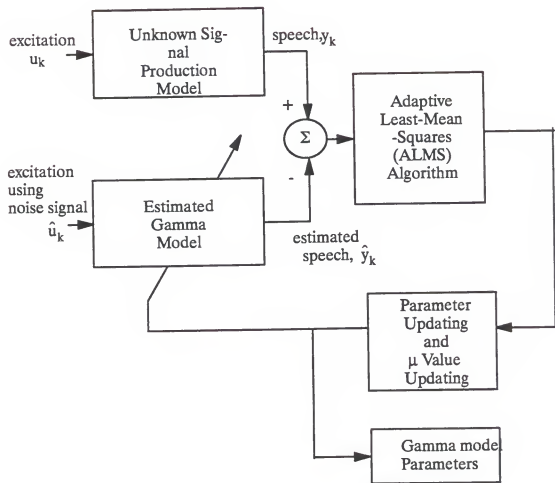 excitation
u_k
Unknown Sig-
nal
Production
Model
speech,y_k
+
Σ
-
Adaptive
Least-Mean
-Squares
(ALMS)
Algorithm
excitation
using
noise signal
û_k
Estimated
Gamma
Model
estimated
speech, ŷ_k
Parameter
Updating
and
μ Value
Updating
Gamma model
Parameters